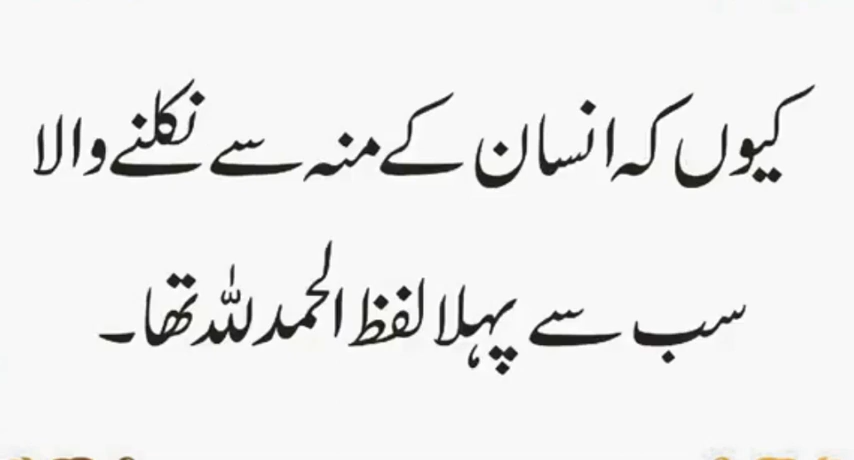 کیوں کہ انسان کے منہ سے نکلنے والا
سب سے پہلا لفظ الحمدللہ تھا۔